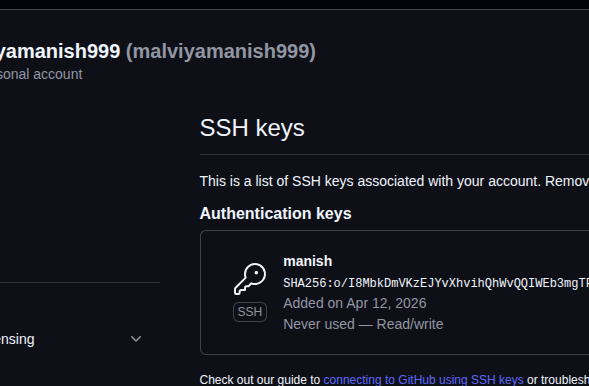 yamanish999 (malviyamanish999)
sonal account
SSH keys
This is a list of SSH keys associated with your account. Remov
Authentication keys
manish
SHA256:o/I8MbkDmVKzEJYvXhvihQhWvQQIWEb3mgTF
SSH
Added on Apr 12, 2026
Never used — Read/write
ensing
Check out our guide to connecting to GitHub using SSH keys or troublesh